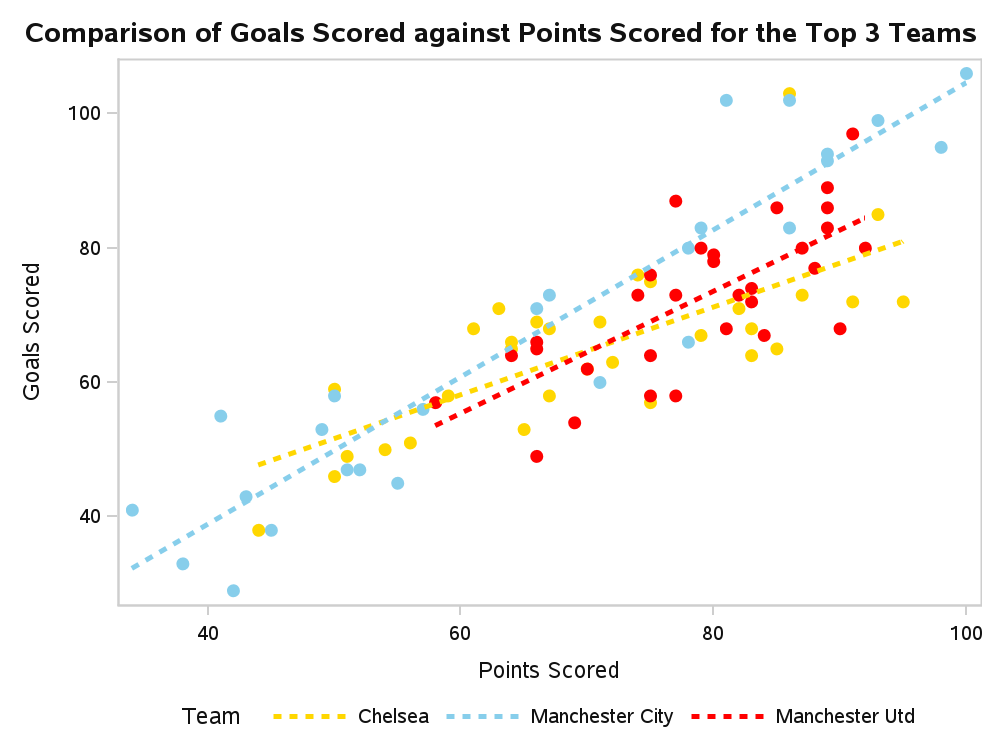 Comparison of Goals Scored against Points Scored for the Top 3 Teams
100
80
60
40
Goals Scored
40 60 80 100
Points Scored
Team Chelsea Manchester City Manchester Utd